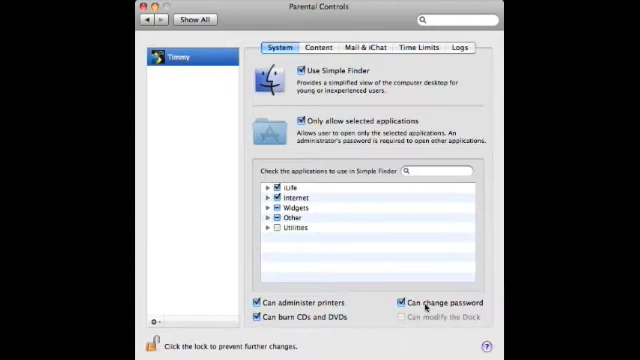 Parental Controls
Show All
Timmy
System Content Mail & iChat Time Limits Logs
Use Simple Finder
Provides a simplified view of the computer desktop for
young or inexperienced users.
Only allow selected applications
Allows user to open only the selected applications. An
administrator's password is required to open other applications.
Check the applications to use in Simple Finder
iLife
Internet
Widgets
Other
Utilities
Can administer printers
Can change password
Can burn CDs and DVDs
Can modify the Dock
Click the lock to prevent further changes.
?